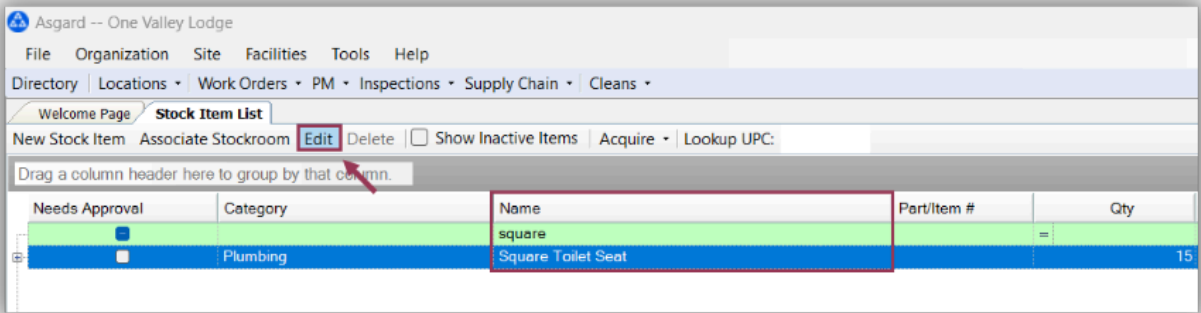 Asgard -- One Valley Lodge
File Organization Site Facilities Tools Help
Directory Locations Work Orders PM Inspections Supply Chain Cleans
Welcome Page Stock Item List
New Stock Item Associate Stockroom Edit Delete Show Inactive Items Acquire Lookup UPC:
Drag a column header here to group by that column.
Needs Approval Category Name Part/Item # Qty
square =
Plumbing Square Toilet Seat 15